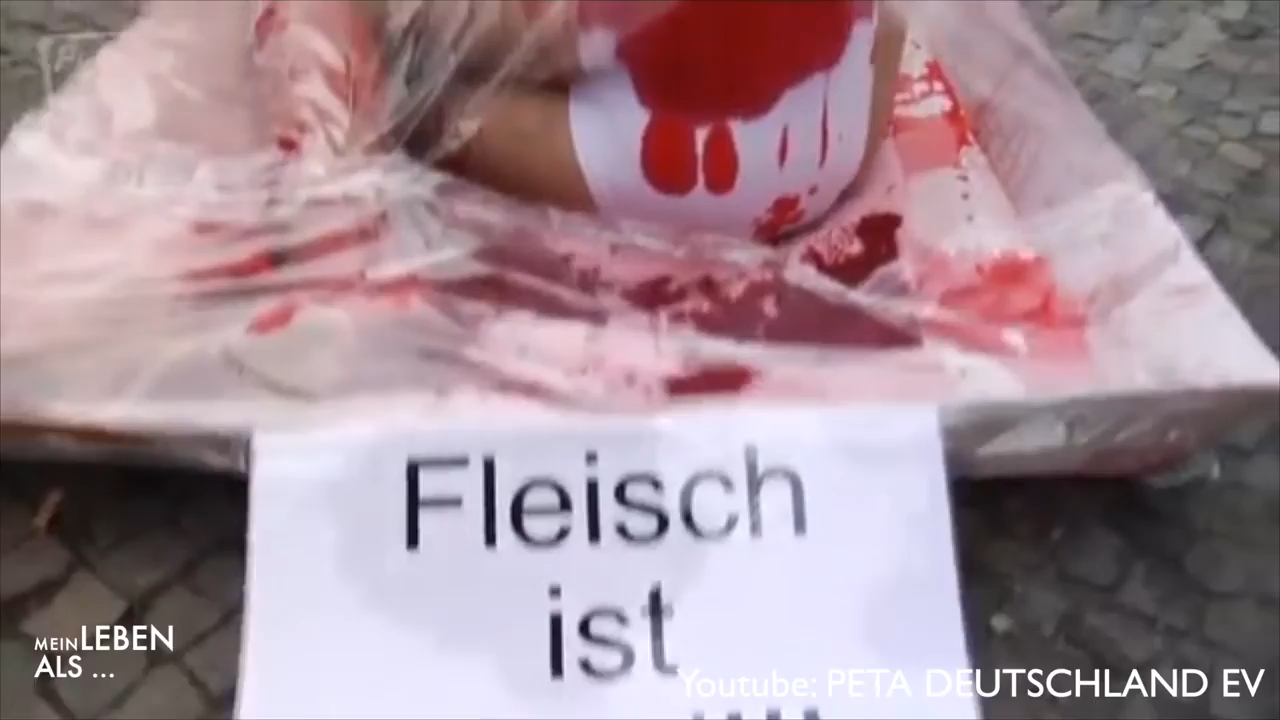 Fleisch
ist
MEIN LEBEN
ALS ...
Youtube: PETA DEUTSCHLAND EV